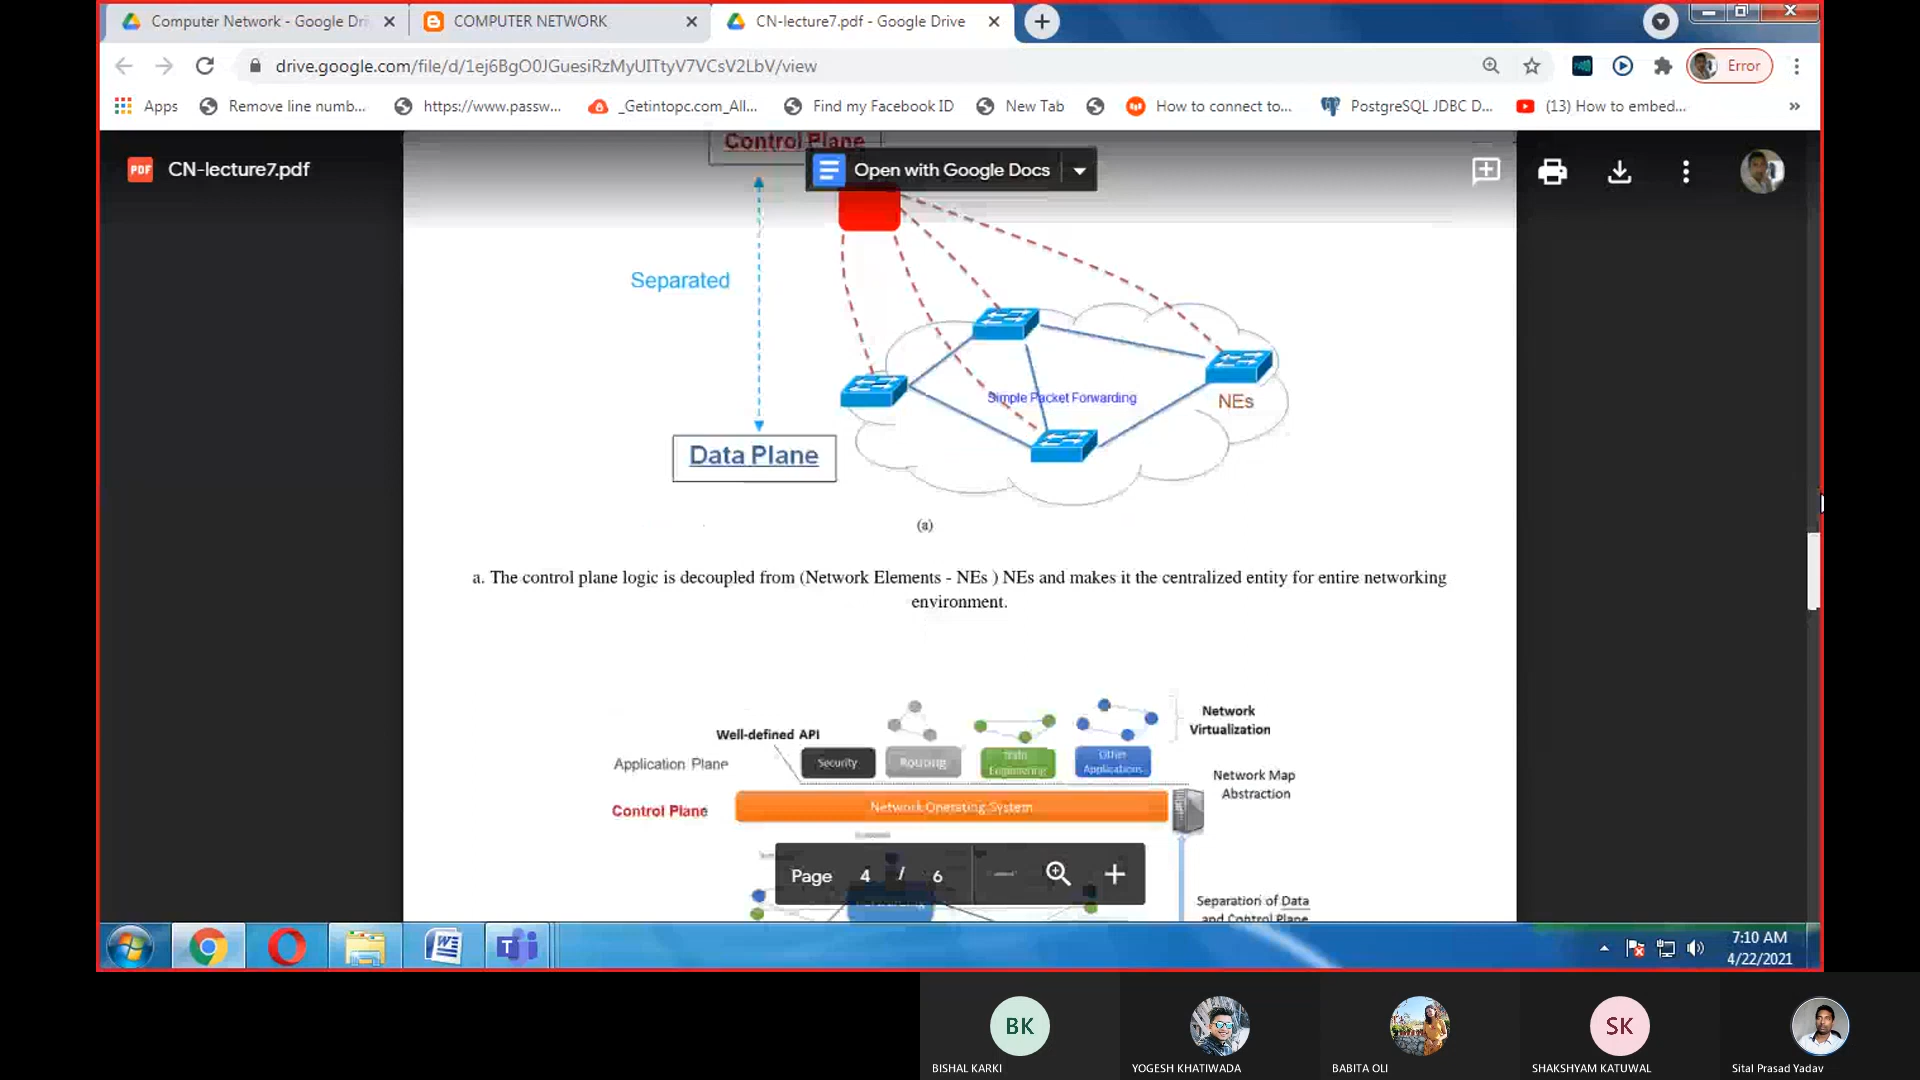 Computer Network - Google Dri
COMPUTER NETWORK
CN-lecture7.pdf - Google Drive
drive.google.com/file/d/1ej6BgO0JGuesiRzMyUITtyV7VCsV2LbV/view
Error
Apps
Remove line numb...
https://www.passw...
_Getintopc.com_All...
Find my Facebook ID
New Tab
How to connect to...
PostgreSQL JDBC D...
(13) How to embed...
»
Control Plane
PDF
CN-lecture7.pdf
Open with Google Docs
Separated
Simple Packet Forwarding
NEs
Data Plane
(a)
a. The control plane logic is decoupled from (Network Elements - NEs ) NEs and makes it the centralized entity for entire networking
environment.
Network
Virtualization
Well-defined API
Application Plane
Security
Routing
Engineering
Other
Applications
Network Map
Abstraction
Control Plane
Network Operating System
Page 4 / 6
Separation of Data
and Control Plane
7:10 AM
4/22/2021
BK
SK
BISHAL KARKI
YOGESH KHATIWADA
BABITA OLI
SHAKSHYAM KATUWAL
Sital Prasad Yadav